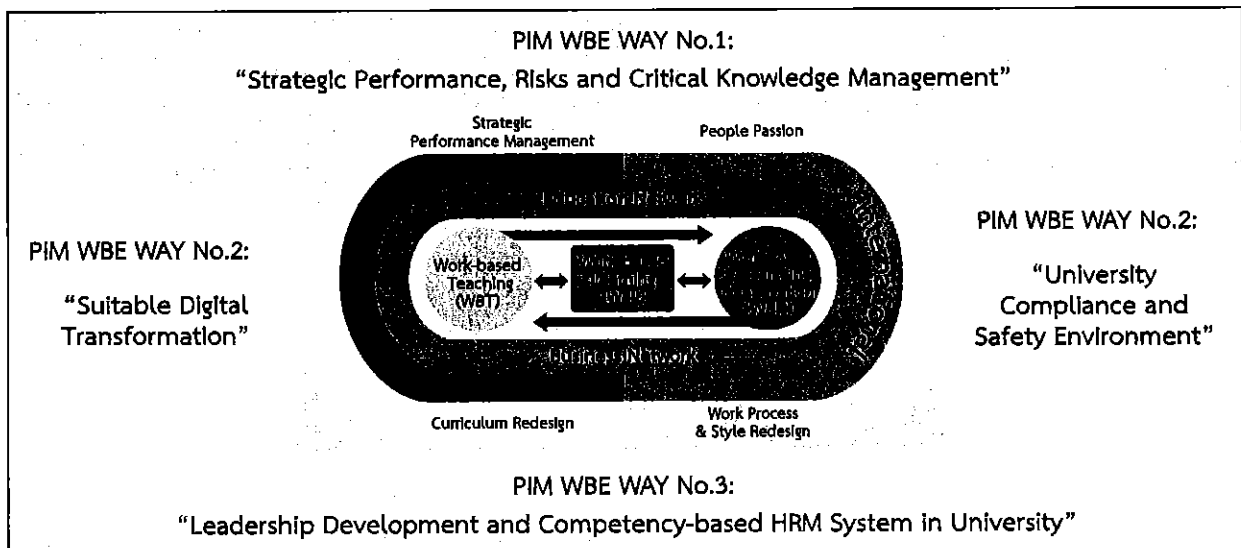 PIM WBE WAY No.1:
“Strategic Performance, Risks and Critical Knowledge Management”
Strategic
Performance Management
People Passion
PIM WBE WAY No.2:
“Suitable Digital
Transformation”
Work-based
Teaching
(WBT)
Business Network
PIM WBE WAY No.2:
“University
Compliance and
Safety Environment”
Curriculum Redesign
Work Process
& Style Redesign
PIM WBE WAY No.3:
“Leadership Development and Competency-based HRM System in University”